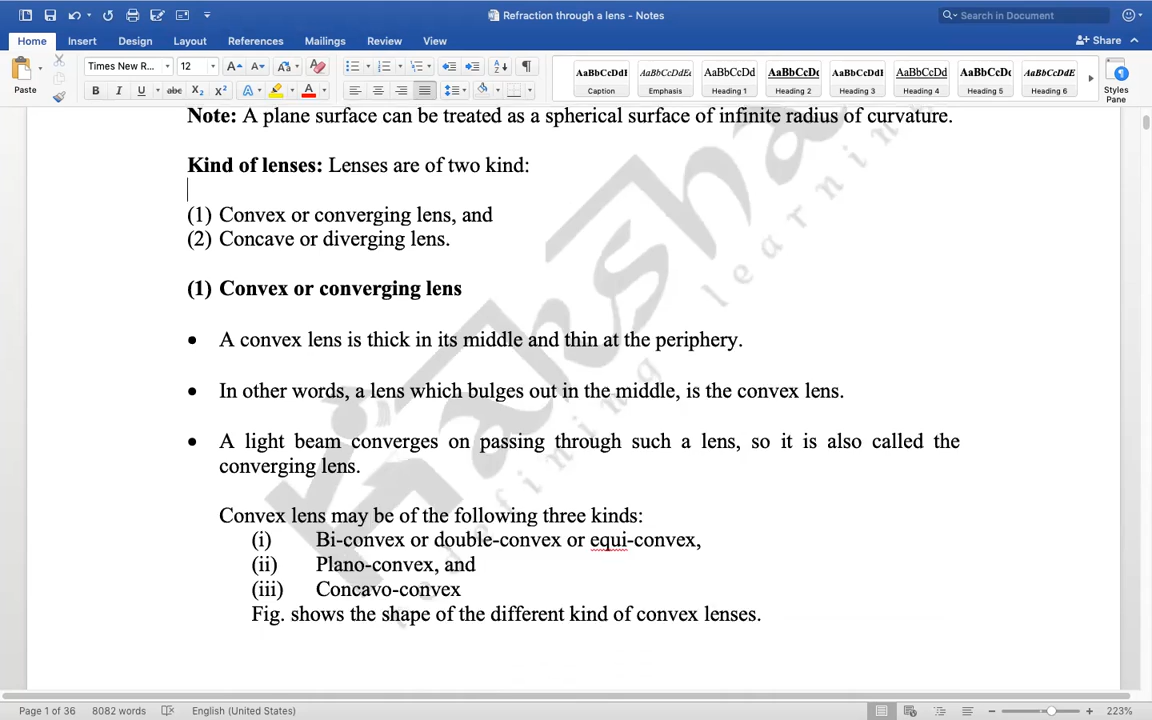 Refraction through a lens - Notes
Search in Document
Home Insert Design Layout References Mailings Review View
Share
Paste
Times New R... 12
AaBbCcDdI AaBbCcDdEe AaBbCcDd AaBbCcDc AaBbCcDdI AaBbCcDd AaBbCcDc AaBbCcDdE
Caption Emphasis Heading 1 Heading 2 Heading 3 Heading 4 Heading 5 Heading 6
Styles
Pane
Note: A plane surface can be treated as a spherical surface of infinite radius of curvature.
Kind of lenses: Lenses are of two kind:
(1) Convex or converging lens, and
(2) Concave or diverging lens.
(1) Convex or converging lens
• A convex lens is thick in its middle and thin at the periphery.
• In other words, a lens which bulges out in the middle, is the convex lens.
• A light beam converges on passing through such a lens, so it is also called the
converging lens.
Convex lens may be of the following three kinds:
(i) Bi-convex or double-convex or equi-convex,
(ii) Plano-convex, and
(iii) Concavo-convex
Fig. shows the shape of the different kind of convex lenses.
Page 1 of 36 8082 words English (United States) 223%